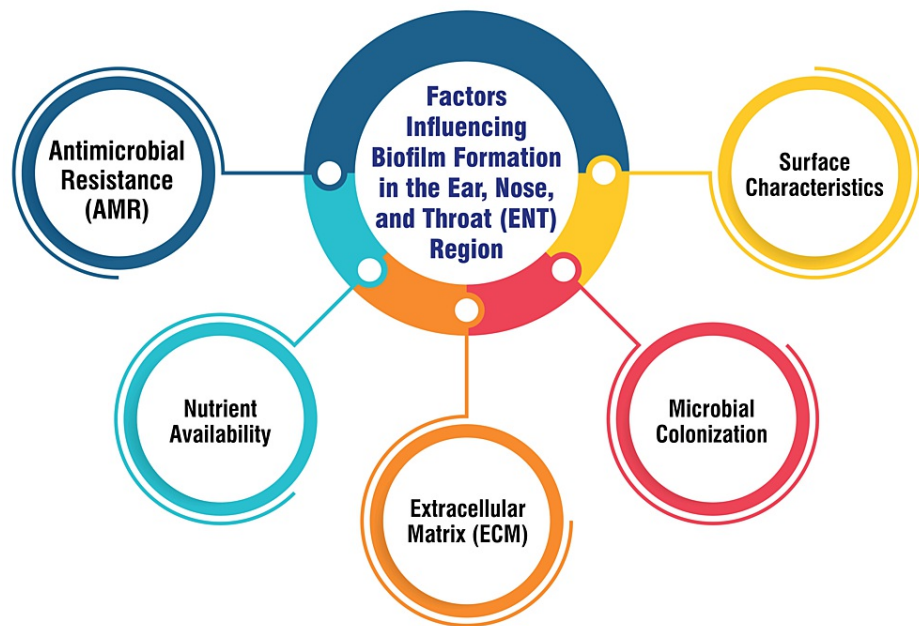 Factors
Influencing
Biofilm Formation
in the Ear, Nose,
and Throat (ENT)
Region
Antimicrobial
Resistance
(AMR)
Surface
Characteristics
Nutrient
Availability
Microbial
Colonization
Extracellular
Matrix (ECM)